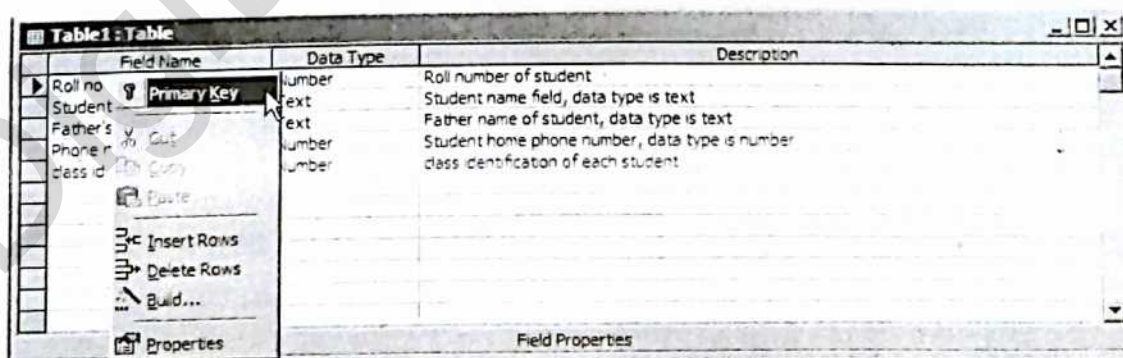 Table1 : Table
Field Name Data Type Description
Roll no Number Roll number of student
Student Text Student name field, data type is text
Father's Text Father name of student, data type is text
Phone n Number Student home phone number, data type is number
class id Number class identification of each student
Primary Key
Cut
Copy
Paste
Insert Rows
Delete Rows
Build...
Properties
Field Properties